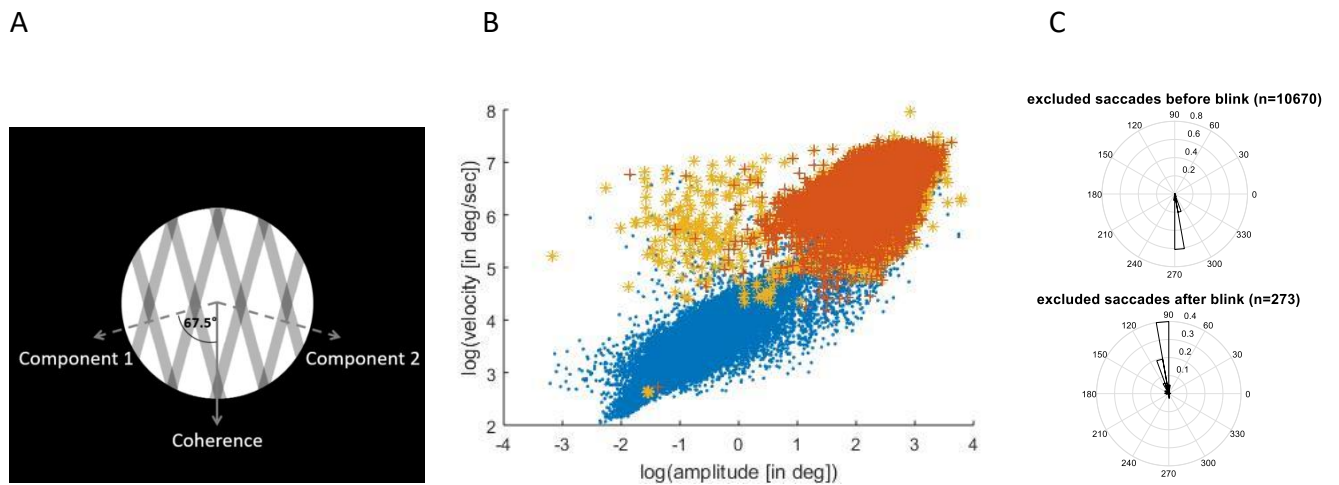 A
B
C
67.5°
Component 1
Component 2
Coherence
8
7
6
5
4
3
2
log(velocity [in deg/sec])
-4 -3 -2 -1 0 1 2 3 4
log(amplitude [in deg])
excluded saccades before blink (n=10670)
90 0.8
120 60
0.6
0.4
150 30
0.2
180 0
210 330
240 300
270
excluded saccades after blink (n=273)
90 0.4
120 60
0.3
0.2
150 30
0.1
180 0
210 330
240 300
270